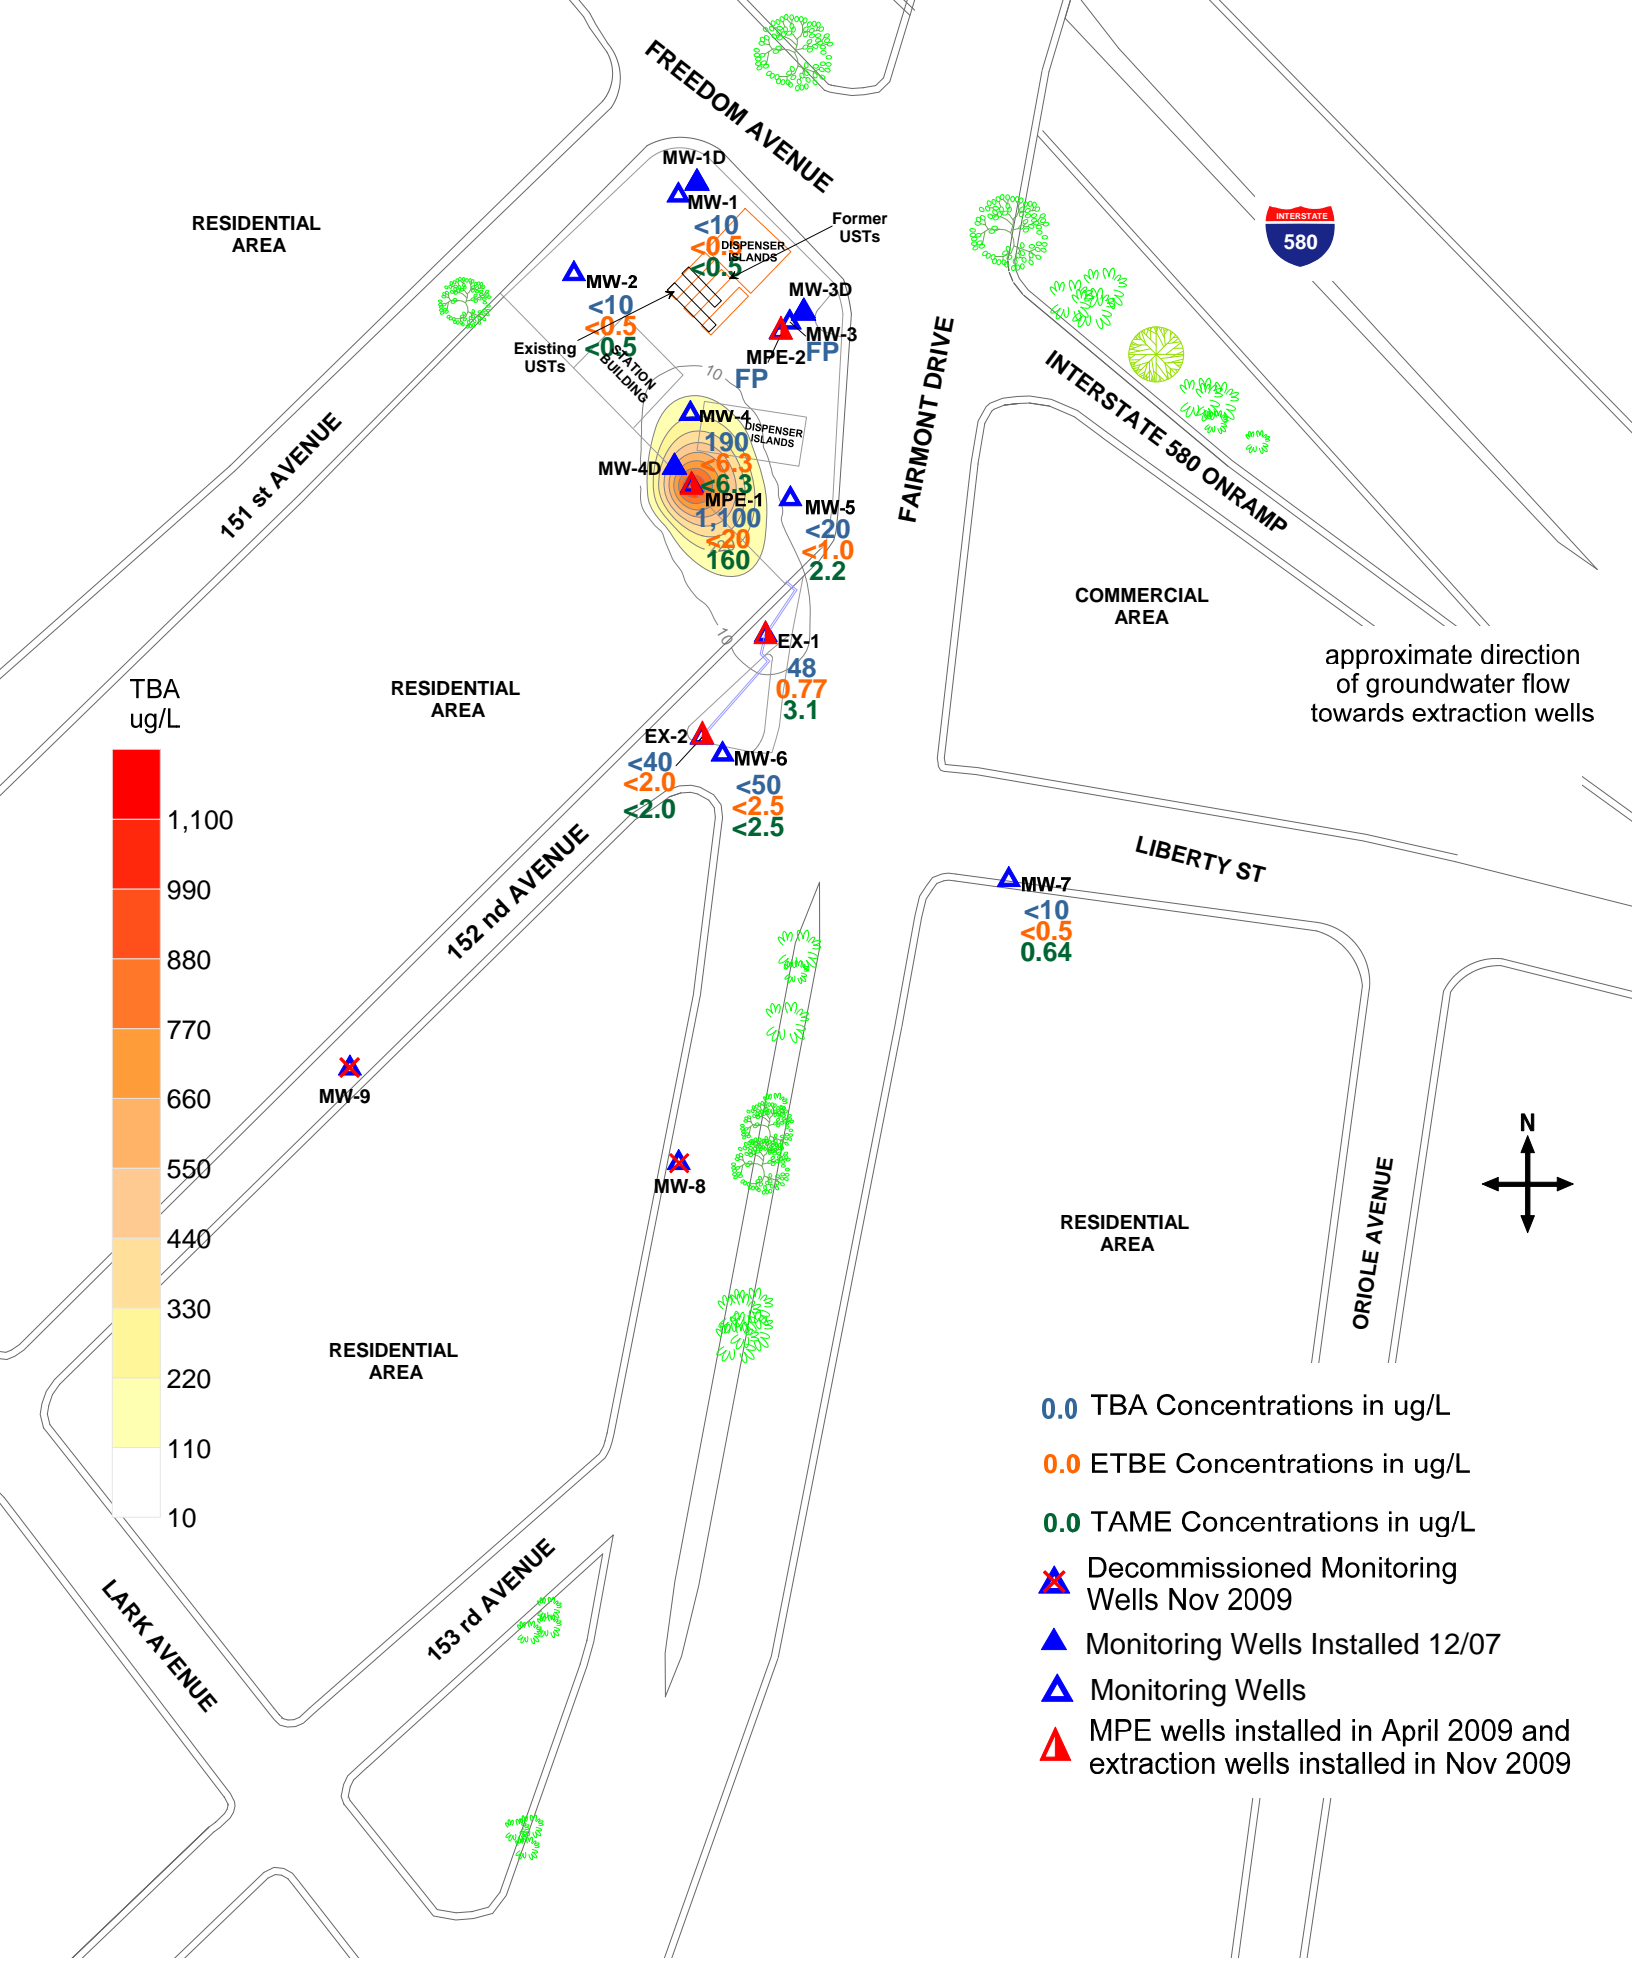 FREEDOM AVENUE
MW-1D
MW-1
<10
<0.5
<0.5
DISPENSER
ISLANDS
Former
USTs
RESIDENTIAL
AREA
INTERSTATE
580
MW-2
<10
<0.5
<0.5
MW-3D
MW-3
FP
MPE-2
FP
Existing
USTs
STATION
BUILDING
10
MW-4
190
<6.3
<6.3
DISPENSER
ISLANDS
MW-4D
MPE-1
1,100
<20
160
MW-5
<20
<1.0
2.2
151 st AVENUE
FAIRMONT DRIVE
INTERSTATE 580 ONRAMP
COMMERCIAL
AREA
10
EX-1
48
0.77
3.1
approximate direction
of groundwater flow
towards extraction wells
RESIDENTIAL
AREA
EX-2
<40
<2.0
<2.0
MW-6
<50
<2.5
<2.5
TBA
ug/L
1,100
990
880
770
660
550
440
330
220
110
10
152 nd AVENUE
LIBERTY ST
MW-7
<10
<0.5
0.64
MW-9
MW-8
N
RESIDENTIAL
AREA
ORIOLE AVENUE
RESIDENTIAL
AREA
LARK AVENUE
153 rd AVENUE
0.0 TBA Concentrations in ug/L
0.0 ETBE Concentrations in ug/L
0.0 TAME Concentrations in ug/L
Decommissioned Monitoring
Wells Nov 2009
Monitoring Wells Installed 12/07
Monitoring Wells
MPE wells installed in April 2009 and
extraction wells installed in Nov 2009